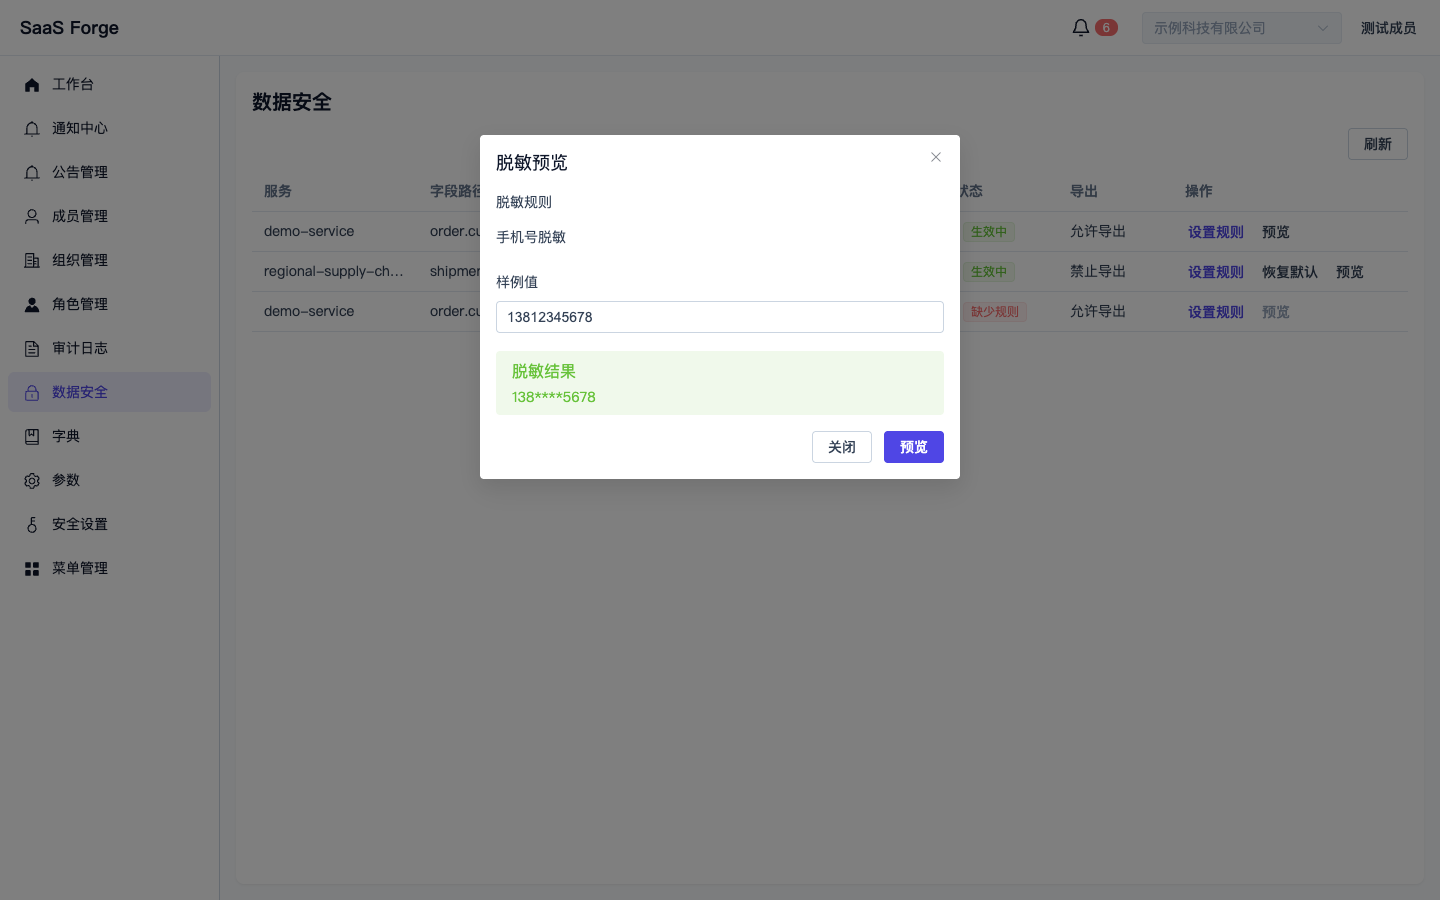 SaaS Forge
6
示例科技有限公司
测试成员
工作台
通知中心
公告管理
成员管理
组织管理
角色管理
审计日志
数据安全
字典
参数
安全设置
菜单管理
数据安全
刷新
服务 字段路径 状态 导出 操作
demo-service order.cu 生效中 允许导出 设置规则 预览
regional-supply-ch... shipmen 生效中 禁止导出 设置规则 恢复默认 预览
demo-service order.cu 缺少规则 允许导出 设置规则 预览
脱敏预览
脱敏规则
手机号脱敏
样例值
13812345678
脱敏结果
138****5678
关闭 预览